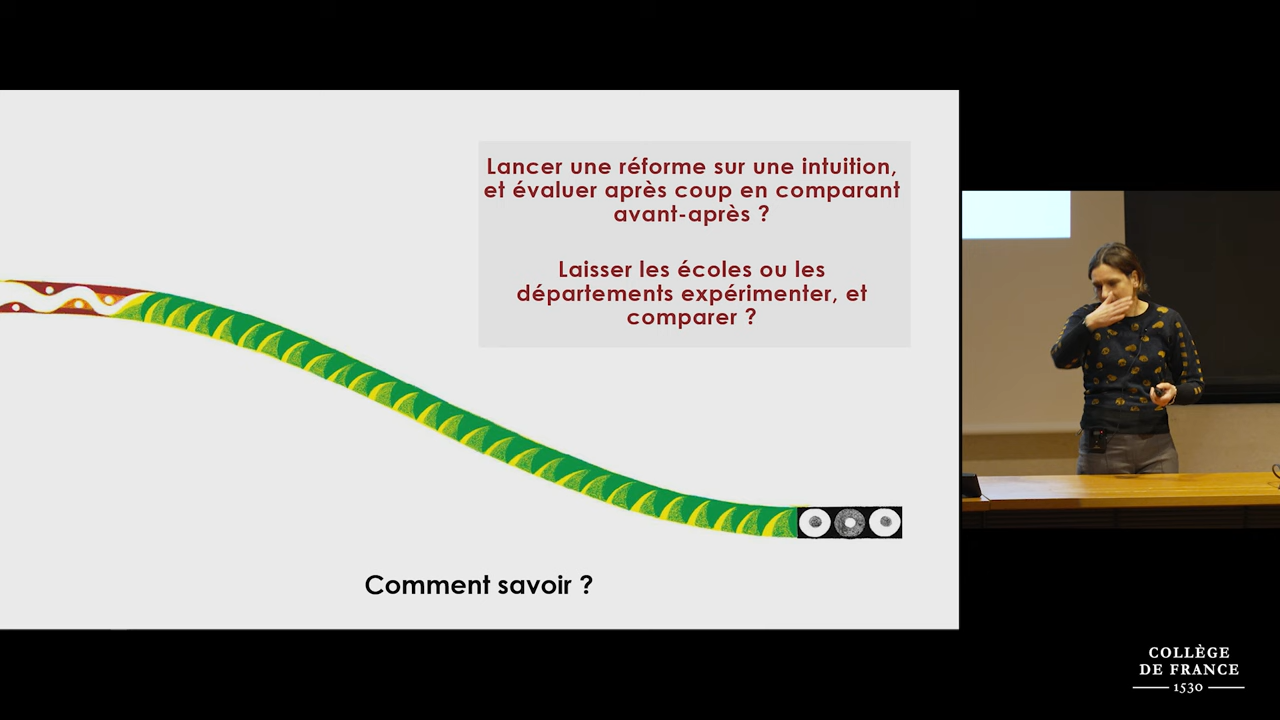 Lancer une réforme sur une intuition,
et évaluer après coup en comparant
avant-après ?
Laisser les écoles ou les
départements expérimenter, et
comparer ?
Comment savoir ?
COLLÈGE
DE FRANCE
1530